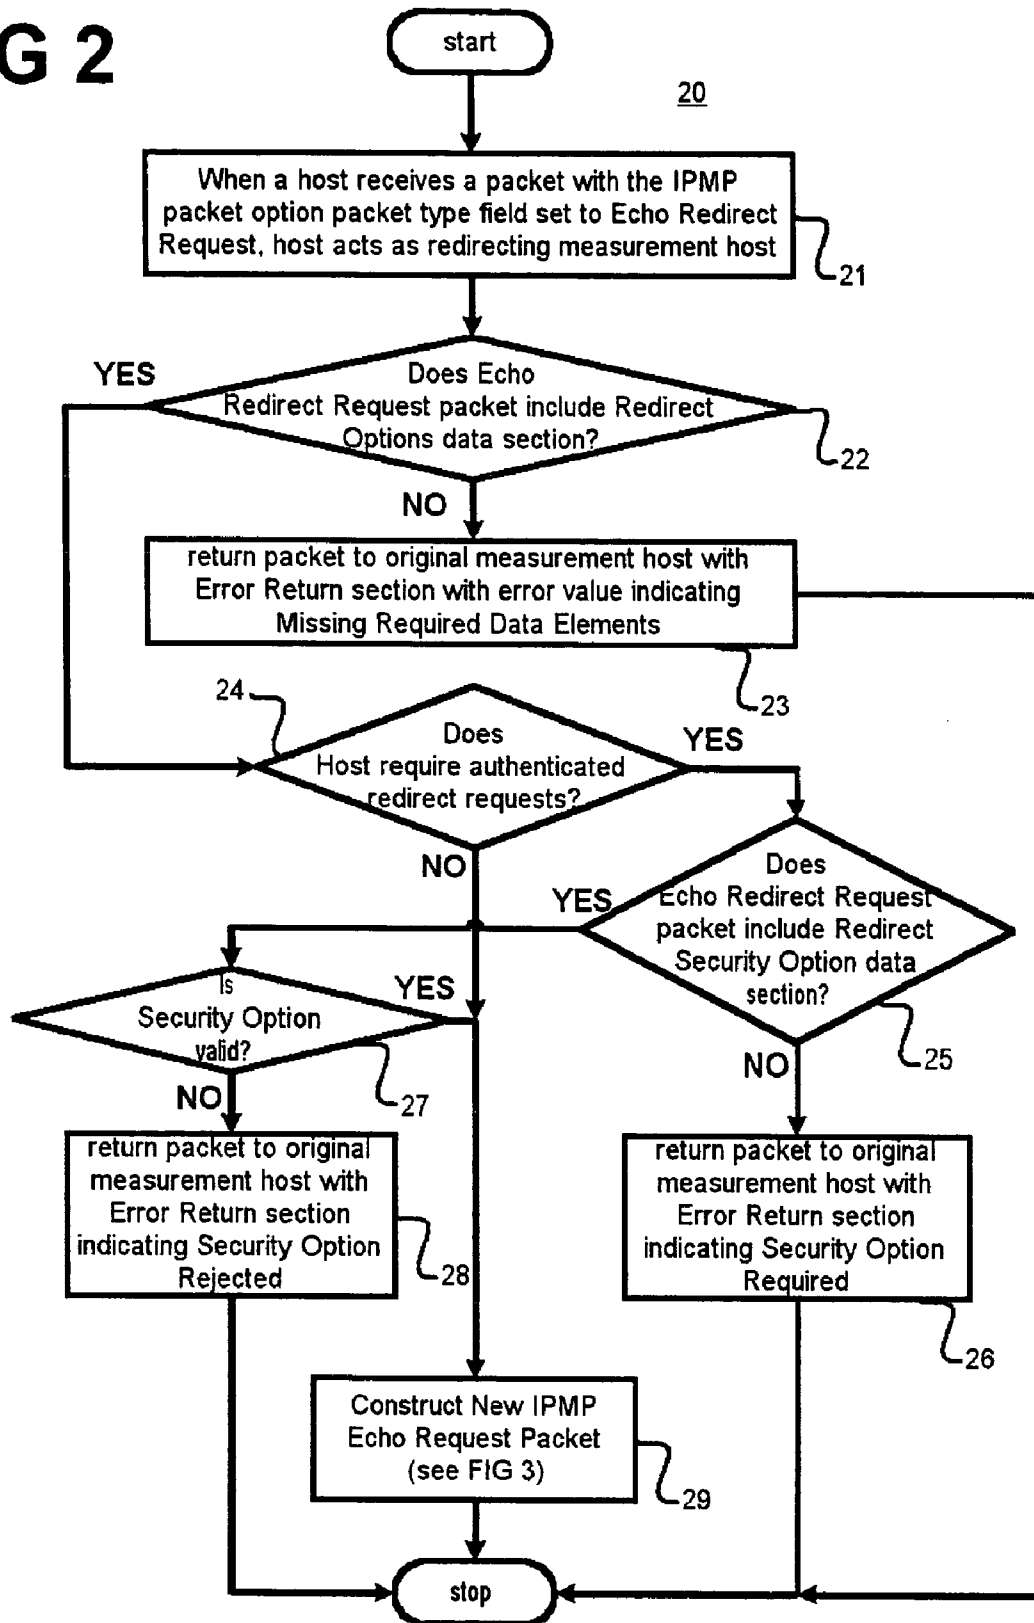 G 2
start
20
When a host receives a packet with the IPMP
packet option packet type field set to Echo Redirect
Request, host acts as redirecting measurement host
21
YES
Does Echo
Redirect Request packet include Redirect
Options data section?
22
NO
return packet to original measurement host with
Error Return section with error value indicating
Missing Required Data Elements
23
24
Does
Host require authenticated
redirect requests?
YES
NO
Does
Echo Redirect Request
packet include Redirect
Security Option data
section?
YES
25
NO
Is
Security Option
valid?
YES
27
NO
return packet to original
measurement host with
Error Return section
indicating Security Option
Rejected
28
return packet to original
measurement host with
Error Return section
indicating Security Option
Required
26
Construct New IPMP
Echo Request Packet
(see FIG 3)
29
stop